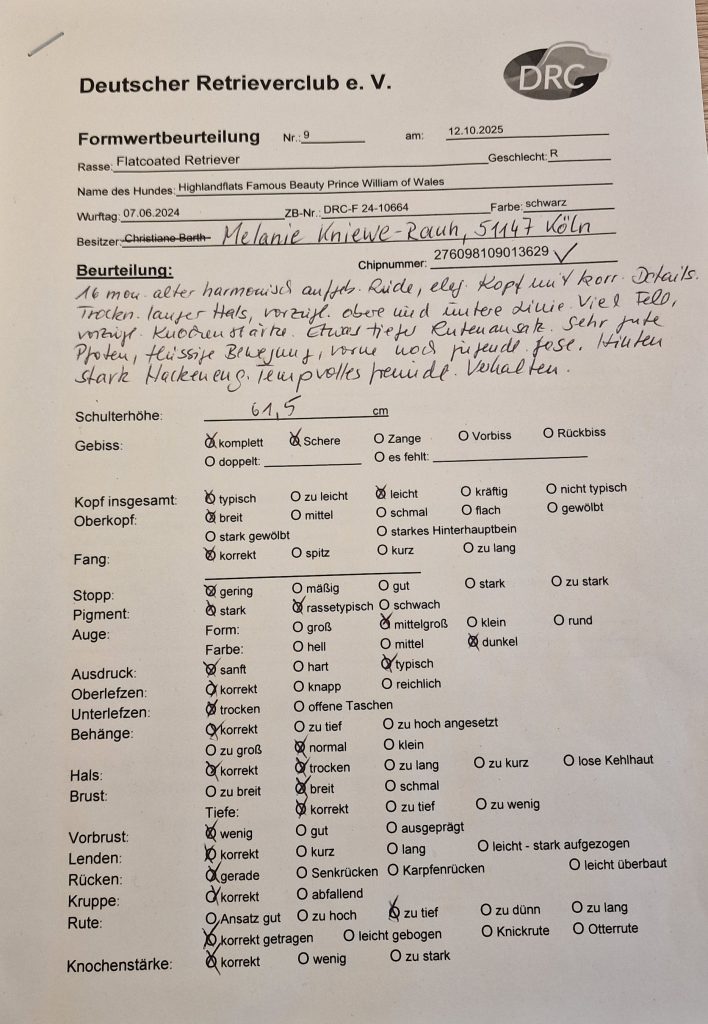 Deutscher Retrieverclub e. V.
DRC
Formwertbeurteilung Nr.: 9 am: 12.10.2025
Rasse: Flatcoated Retriever Geschlecht: R
Name des Hundes: Highlandflats Famous Beauty Prince William of Wales
Wurftag: 07.06.2024 ZB-Nr.: DRC-F 24-10664 Farbe: schwarz
Besitzer: Christiane Barth Melanie Kniewe-Rauh, 51147 Köln
Beurteilung: Chipnummer: 276098109013629 ✓
16 mon. alter harmonisch aufgeb. Rüde, eleg. Kopf mit korr. Details.
Trockn. langer Hals, vorzügl. obere und untere Linie. Viel Fell,
vorzügl. Knochenstärke. Etwas tiefer Rutenansatz. Sehr gute
Pfoten, flüssige Bewegung, vorne noch jugendl. lose. Hinten
stark Hackeneng. Tempvolles freundl. Verhalten.
Schulterhöhe: 61,5 cm
Gebiss: komplett Schere Zange Vorbiss Rückbiss
doppelt: es fehlt:
Kopf insgesamt: typisch zu leicht leicht kräftig nicht typisch
Oberkopf: breit mittel schmal flach gewölbt
stark gewölbt starkes Hinterhauptbein
Fang: korrekt spitz kurz zu lang
Stopp: gering mäßig gut stark zu stark
Pigment: stark rassetypisch schwach
Auge: Form: groß mittelgroß klein rund
Farbe: hell mittel dunkel
Ausdruck: sanft hart typisch
Oberlefzen: korrekt knapp reichlich
Unterlefzen: trocken offene Taschen
Behänge: korrekt zu tief zu hoch angesetzt
zu groß normal klein
Hals: korrekt trocken zu lang zu kurz lose Kehlhaut
Brust: zu breit breit schmal
Tiefe: korrekt zu tief zu wenig
Vorbrust: wenig gut ausgeprägt
Lenden: korrekt kurz lang leicht - stark aufgezogen
Rücken: gerade Senkrücken Karpfenrücken leicht überbaut
Kruppe: korrekt abfallend
Rute: Ansatz gut zu hoch zu tief zu dünn zu lang
korrekt getragen leicht gebogen Knickrute Otterrute
Knochenstärke: korrekt wenig zu stark